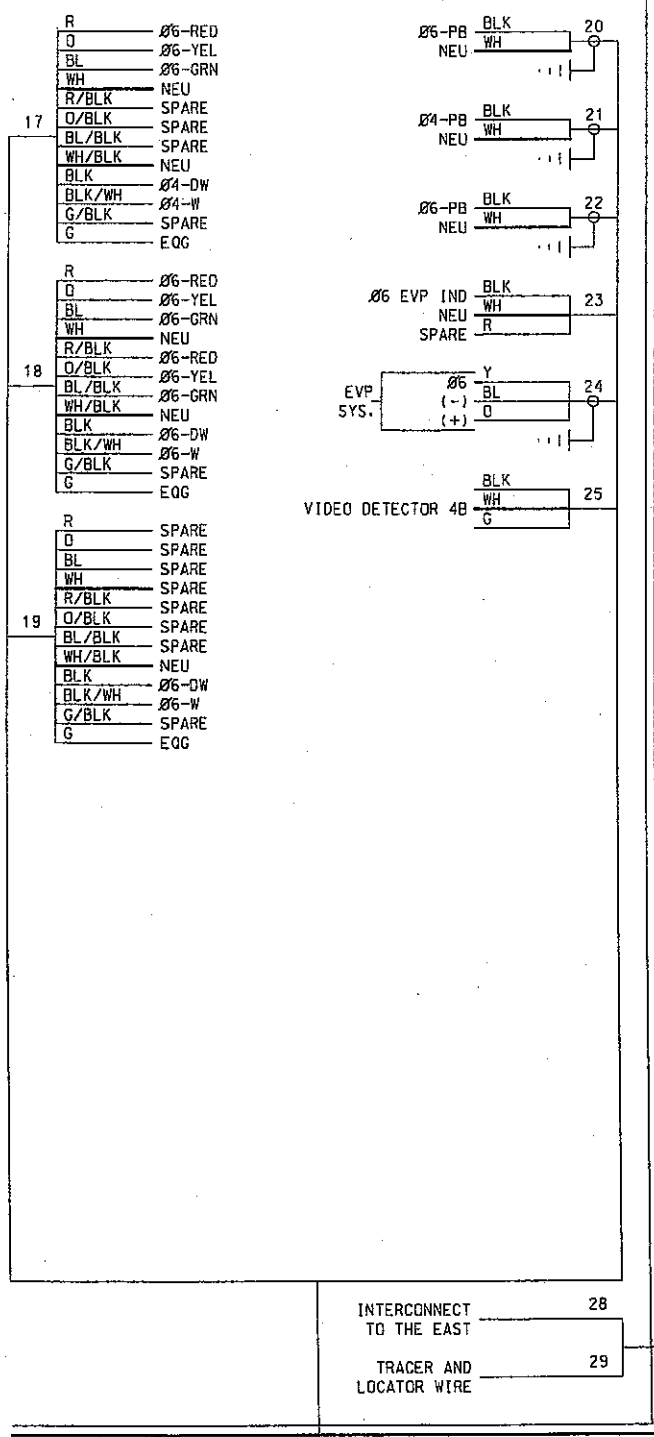 17
R Ø6-RED
O Ø6-YEL
BL Ø6-GRN
WH NEU
R/BLK SPARE
O/BLK SPARE
BL/BLK SPARE
WH/BLK NEU
BLK Ø4-DW
BLK/WH Ø4-W
G/BLK SPARE
G EQG
18
R Ø6-RED
O Ø6-YEL
BL Ø6-GRN
WH NEU
R/BLK Ø6-RED
O/BLK Ø6-YEL
BL/BLK Ø6-GRN
WH/BLK NEU
BLK Ø6-DW
BLK/WH Ø6-W
G/BLK SPARE
G EQG
19
R SPARE
O SPARE
BL SPARE
WH SPARE
R/BLK SPARE
O/BLK SPARE
BL/BLK SPARE
WH/BLK NEU
BLK Ø6-DW
BLK/WH Ø6-W
G/BLK SPARE
G EQG
Ø6-PB BLK 20
NEU WH
Ø4-PB BLK 21
NEU WH
Ø6-PB BLK 22
NEU WH
Ø6 EVP IND BLK 23
NEU WH
SPARE R
EVP SYS. 24
Ø6 Y
(-) BL
(+) O
BLK 25
VIDEO DETECTOR 4B WH
G
INTERCONNECT 28
TO THE EAST
TRACER AND 29
LOCATOR WIRE